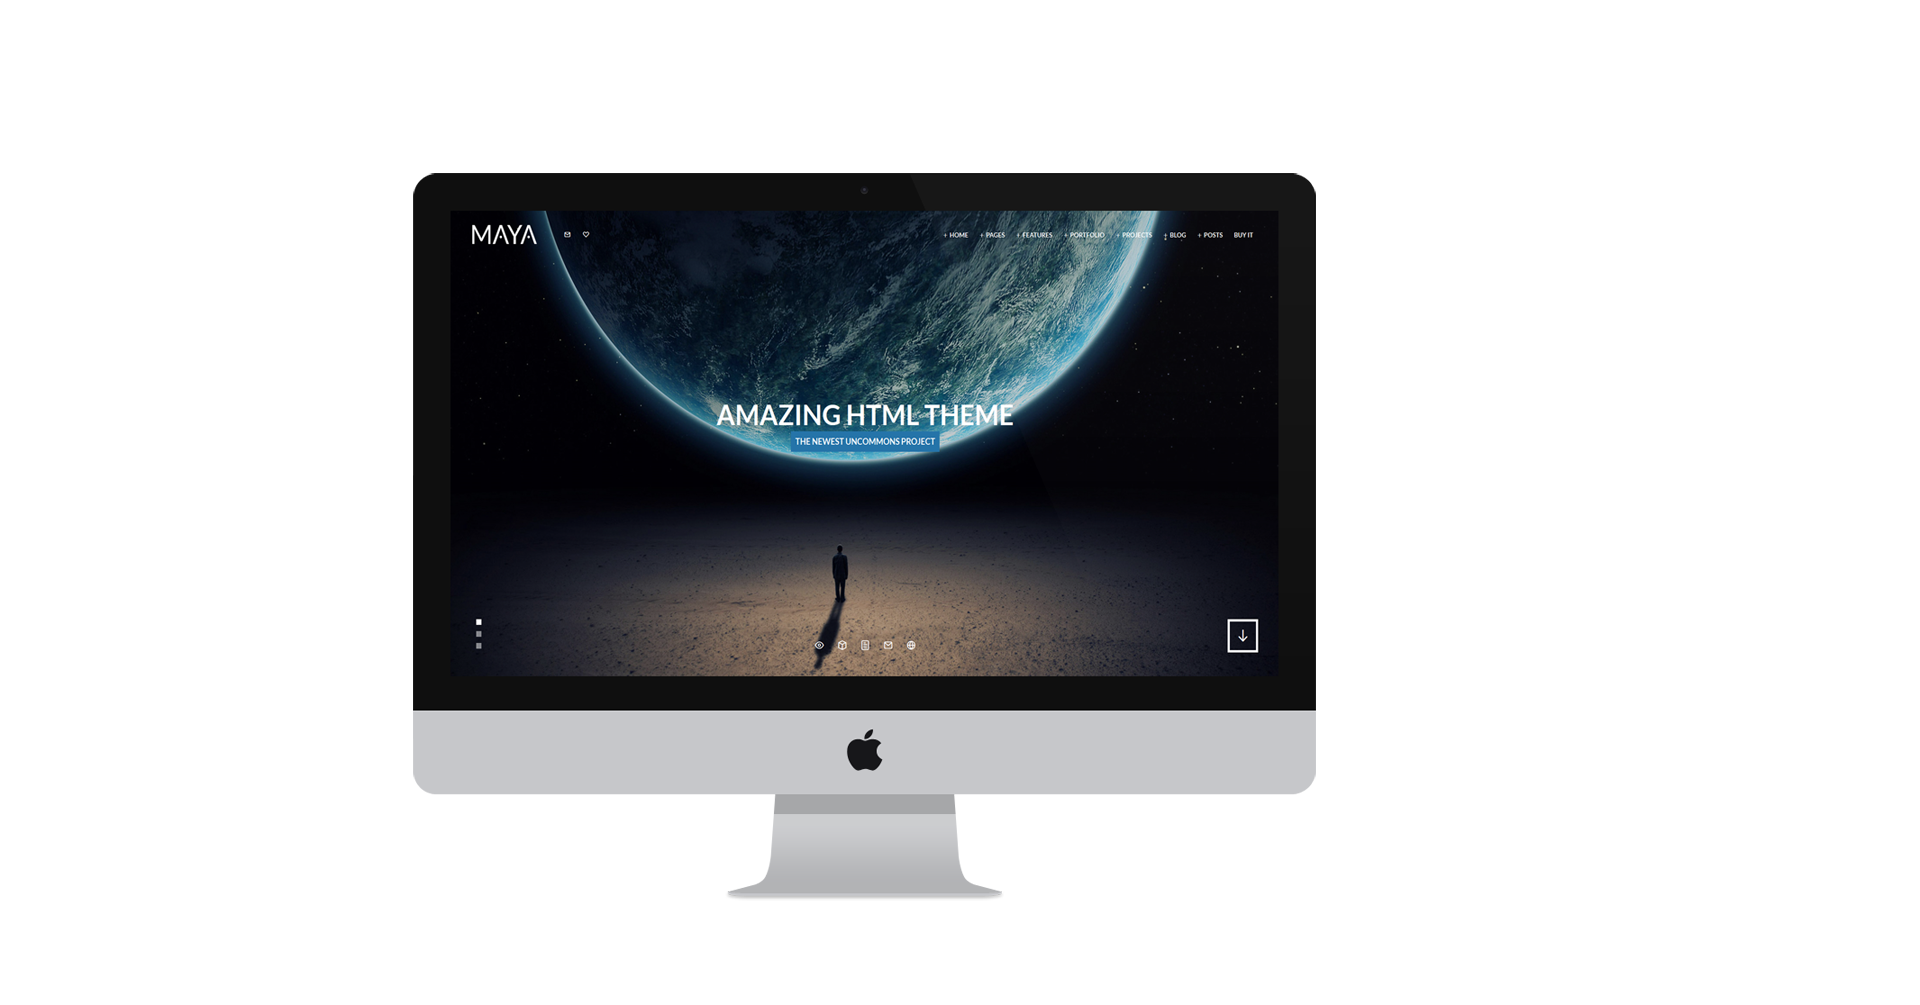 MAYA
+ HOME + PAGES + FEATURES + PORTFOLIO + PROJECTS + BLOG + POSTS BUY IT
AMAZING HTML THEME
THE NEWEST UNCOMMONS PROJECT